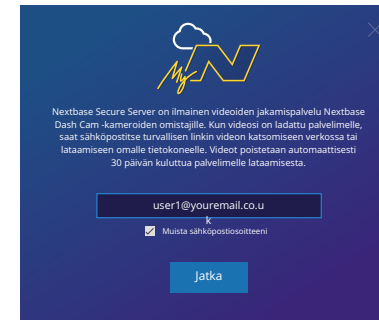 My N
Nextbase Secure Server on ilmainen videoiden jakamispalvelu Nextbase
Dash Cam -kameroiden omistajille. Kun videosi on ladattu palvelimelle,
saat sähköpostitse turvallisen linkin videon katsomiseen verkossa tai
lataamiseen omalle tietokoneelle. Videot poistetaan automaattisesti
30 päivän kuluttua palvelimelle lataamisesta.
user1@youremail.co.u
k
Muista sähköpostiosoitteeni
Jatka